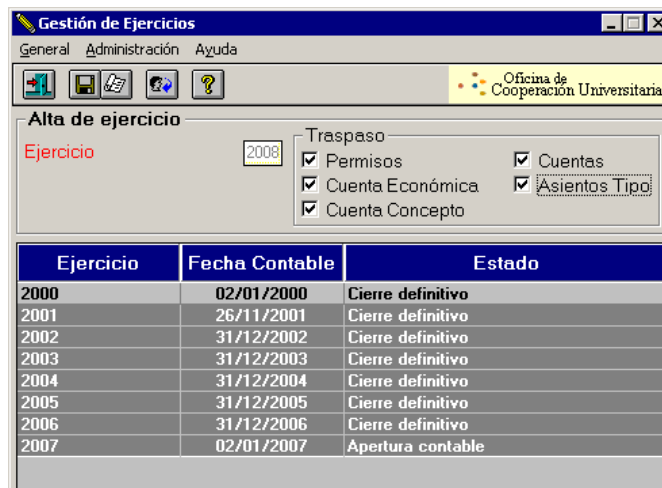 Gestión de Ejercicios
General Administración Ayuda
Oficina de
Cooperación Universitaria
Alta de ejercicio
Ejercicio 2008
Traspaso
Permisos Cuentas
Cuenta Económica Asientos Tipo
Cuenta Concepto
Ejercicio Fecha Contable Estado
2000 02/01/2000 Cierre definitivo
2001 26/11/2001 Cierre definitivo
2002 31/12/2002 Cierre definitivo
2003 31/12/2003 Cierre definitivo
2004 31/12/2004 Cierre definitivo
2005 31/12/2005 Cierre definitivo
2006 31/12/2006 Cierre definitivo
2007 02/01/2007 Apertura contable